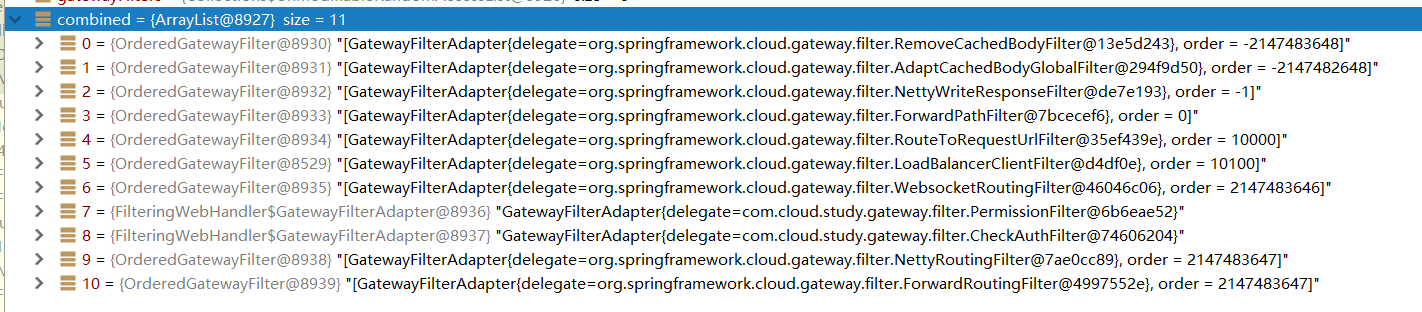 combined = {ArrayList@8927} size = 11
0 = {OrderedGatewayFilter@8930} "[GatewayFilterAdapter{delegate=org.springframework.cloud.gateway.filter.RemoveCachedBodyFilter@13e5d243}, order = -2147483648]"
1 = {OrderedGatewayFilter@8931} "[GatewayFilterAdapter{delegate=org.springframework.cloud.gateway.filter.AdaptCachedBodyGlobalFilter@294f9d50}, order = -2147482648]"
2 = {OrderedGatewayFilter@8932} "[GatewayFilterAdapter{delegate=org.springframework.cloud.gateway.filter.NettyWriteResponseFilter@de7e193}, order = -1]"
3 = {OrderedGatewayFilter@8933} "[GatewayFilterAdapter{delegate=org.springframework.cloud.gateway.filter.ForwardPathFilter@7bcecef6}, order = 0]"
4 = {OrderedGatewayFilter@8934} "[GatewayFilterAdapter{delegate=org.springframework.cloud.gateway.filter.RouteToRequestUrlFilter@35ef439e}, order = 10000]"
5 = {OrderedGatewayFilter@8529} "[GatewayFilterAdapter{delegate=org.springframework.cloud.gateway.filter.LoadBalancerClientFilter@d4df0e}, order = 10100]"
6 = {OrderedGatewayFilter@8935} "[GatewayFilterAdapter{delegate=org.springframework.cloud.gateway.filter.WebsocketRoutingFilter@46046c06}, order = 2147483646]"
7 = {FilteringWebHandler$GatewayFilterAdapter@8936} "GatewayFilterAdapter{delegate=com.cloud.study.gateway.filter.PermissionFilter@6b6eae52}"
8 = {FilteringWebHandler$GatewayFilterAdapter@8937} "GatewayFilterAdapter{delegate=com.cloud.study.gateway.filter.CheckAuthFilter@74606204}"
9 = {OrderedGatewayFilter@8938} "[GatewayFilterAdapter{delegate=org.springframework.cloud.gateway.filter.NettyRoutingFilter@7ae0cc89}, order = 2147483647]"
10 = {OrderedGatewayFilter@8939} "[GatewayFilterAdapter{delegate=org.springframework.cloud.gateway.filter.ForwardRoutingFilter@4997552e}, order = 2147483647]"